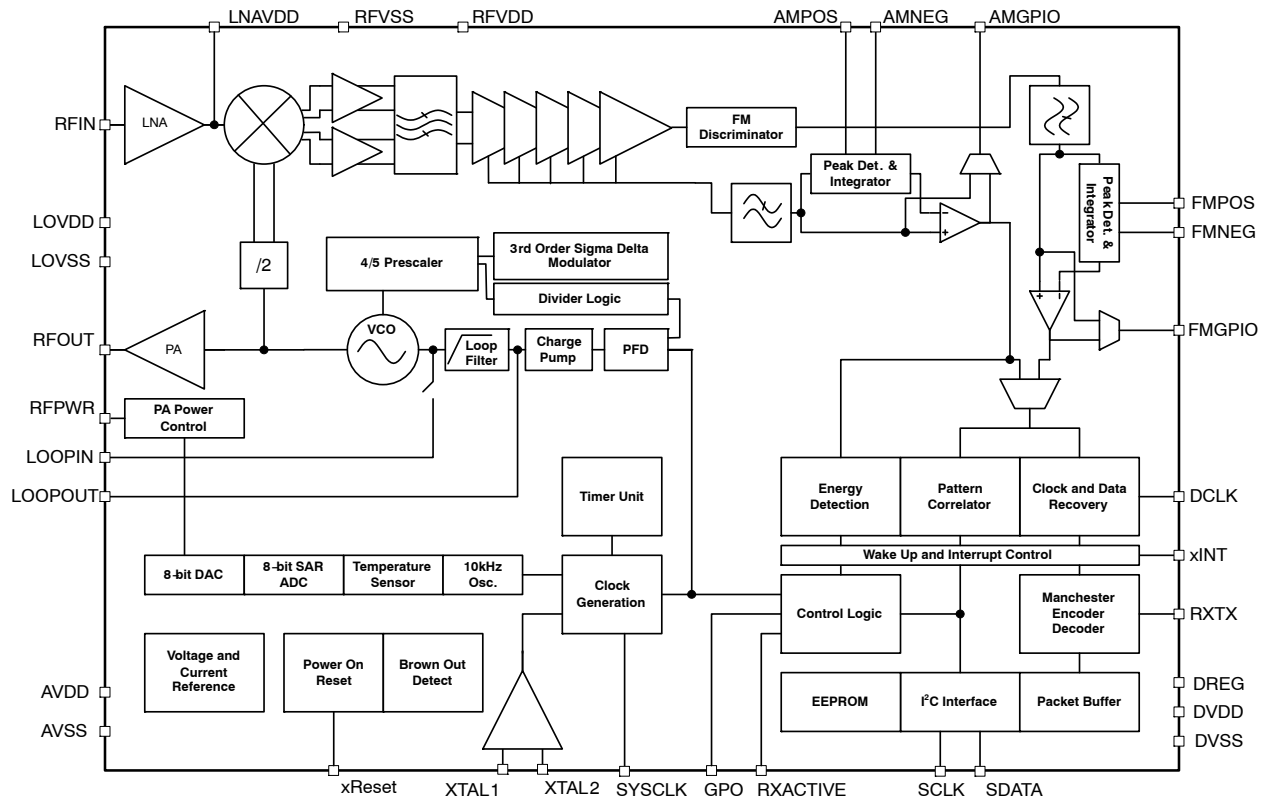 LNAVDD
RFVSS
RFVDD
AMPOS
AMNEG
AMGPIO
RFIN
LNA
FM
Discriminator
Peak Det. &
Integrator
Peak Det. &
Integrator
−
+
FMPOS
FMNEG
LOVDD
LOVSS
/2
4/5 Prescaler
3rd Order Sigma Delta
Modulator
Divider Logic
+
−
RFOUT
PA
VCO
Loop
Filter
Charge
Pump
PFD
FMGPIO
RFPWR
PA Power
Control
LOOPIN
LOOPOUT
Timer Unit
Energy
Detection
Pattern
Correlator
Clock and Data
Recovery
DCLK
Wake Up and Interrupt Control
xINT
8-bit DAC
8-bit SAR
ADC
Temperature
Sensor
10kHz
Osc.
Clock
Generation
Control Logic
Manchester
Encoder
Decoder
RXTX
Voltage and
Current
Reference
Power On
Reset
Brown Out
Detect
EEPROM
I²C Interface
Packet Buffer
AVDD
AVSS
DREG
DVDD
DVSS
xReset
XTAL1
XTAL2
SYSCLK
GPO
RXACTIVE
SCLK
SDATA